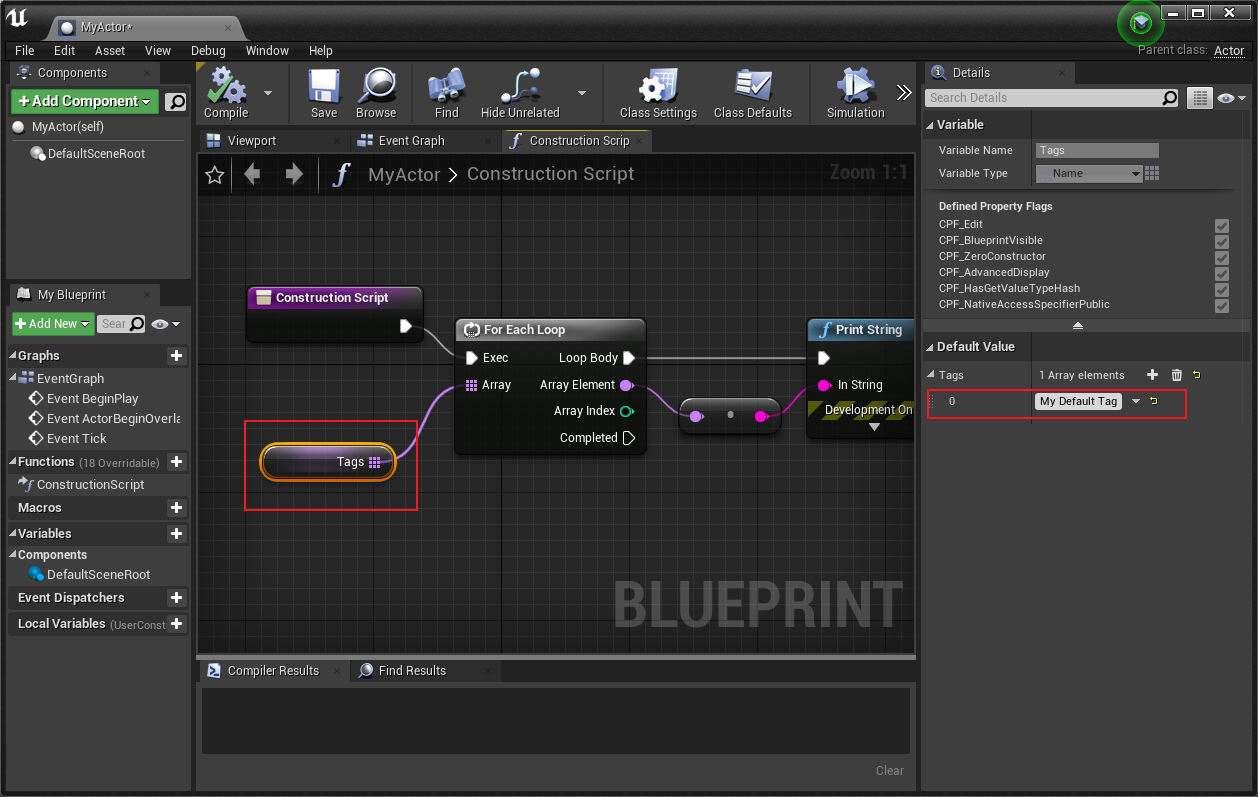 MyActor*
File Edit Asset View Debug Window Help
Parent class: Actor
Components
Add Component
MyActor(self)
DefaultSceneRoot
My Blueprint
Add New
Sear
Graphs
EventGraph
Event BeginPlay
Event ActorBeginOverla
Event Tick
Functions (18 Overridable)
ConstructionScript
Macros
Variables
Components
DefaultSceneRoot
Event Dispatchers
Local Variables (UserConst
Compile
Save
Browse
Find
Hide Unrelated
Class Settings
Class Defaults
Simulation
Viewport
Event Graph
Construction Scrip
MyActor > Construction Script
Zoom 1:1
Construction Script
For Each Loop
Exec Loop Body
Array Array Element
Array Index
Completed
Print String
In String
Development On
Tags
BLUEPRINT
Compiler Results
Find Results
Clear
Details
Search Details
Variable
Variable Name Tags
Variable Type Name
Defined Property Flags
CPF_Edit
CPF_BlueprintVisible
CPF_ZeroConstructor
CPF_AdvancedDisplay
CPF_HasGetValueTypeHash
CPF_NativeAccessSpecifierPublic
Default Value
Tags 1 Array elements
0 My Default Tag